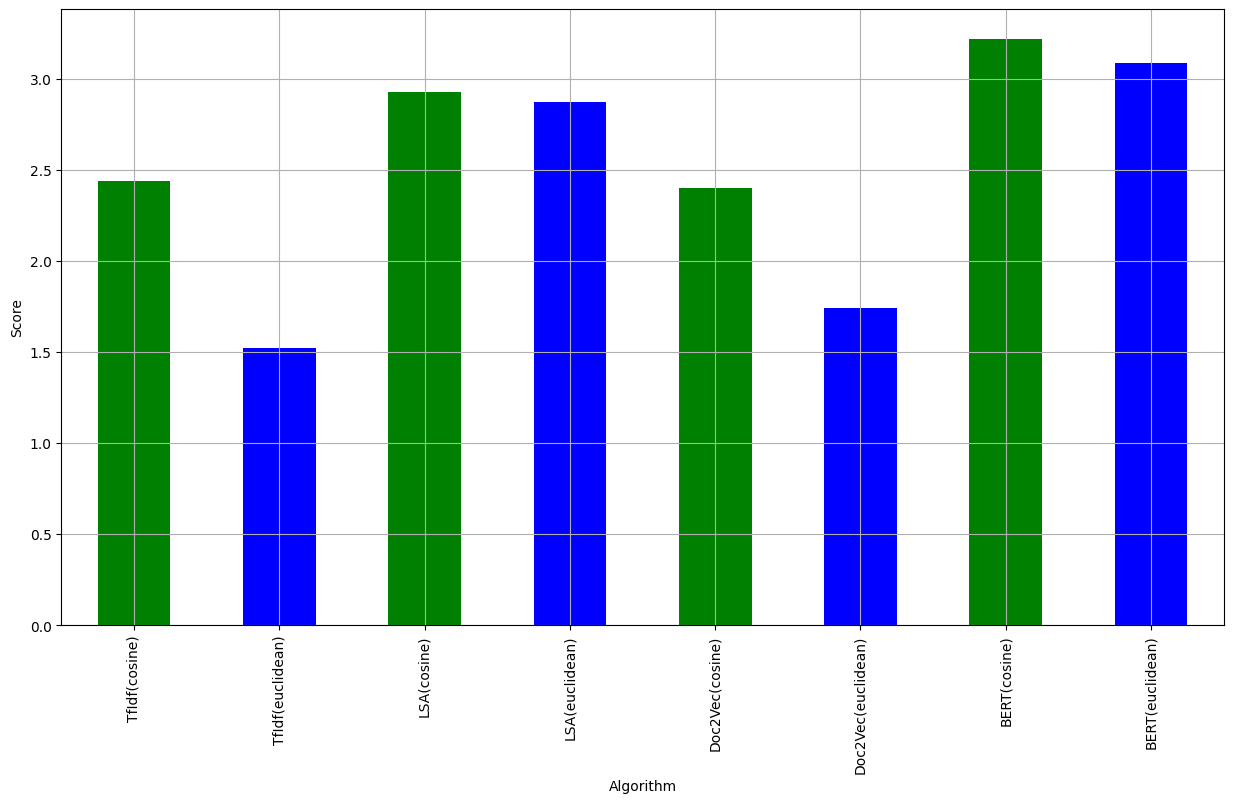 3.0
2.5
2.0
1.5
1.0
0.5
0.0
Score
TfIdf(cosine)
TfIdf(euclidean)
LSA(cosine)
LSA(euclidean)
Doc2Vec(cosine)
Doc2Vec(euclidean)
BERT(cosine)
BERT(euclidean)
Algorithm